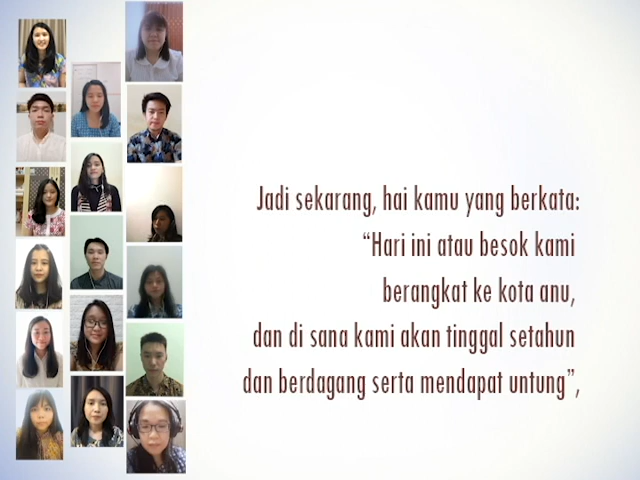 Jadi sekarang, hai kamu yang berkata:
“Hari ini atau besok kami
berangkat ke kota anu,
dan di sana kami akan tinggal setahun
dan berdagang serta mendapat untung”,